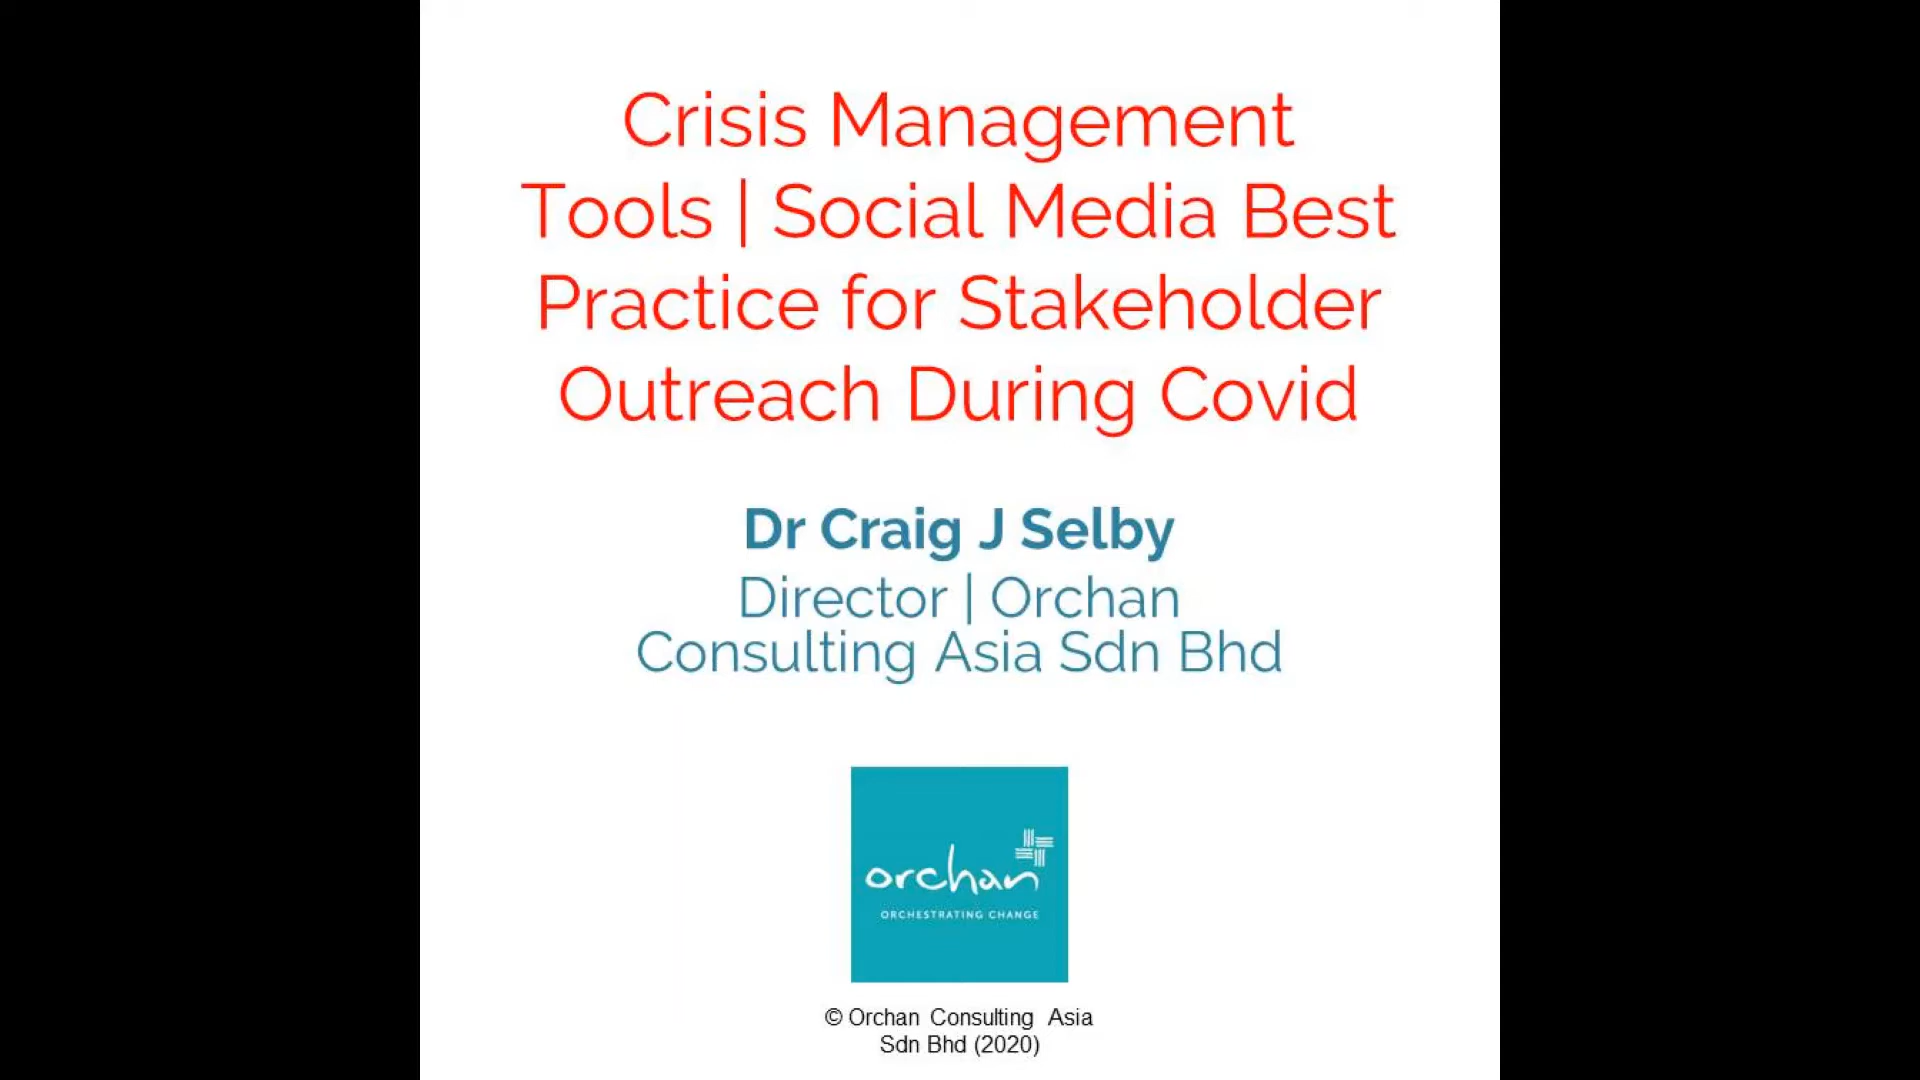 Crisis Management
Tools | Social Media Best
Practice for Stakeholder
Outreach During Covid
Dr Craig J Selby
Director | Orchan
Consulting Asia Sdn Bhd
orchan
ORCHESTRATING CHANGE
© Orchan Consulting Asia
Sdn Bhd (2020)